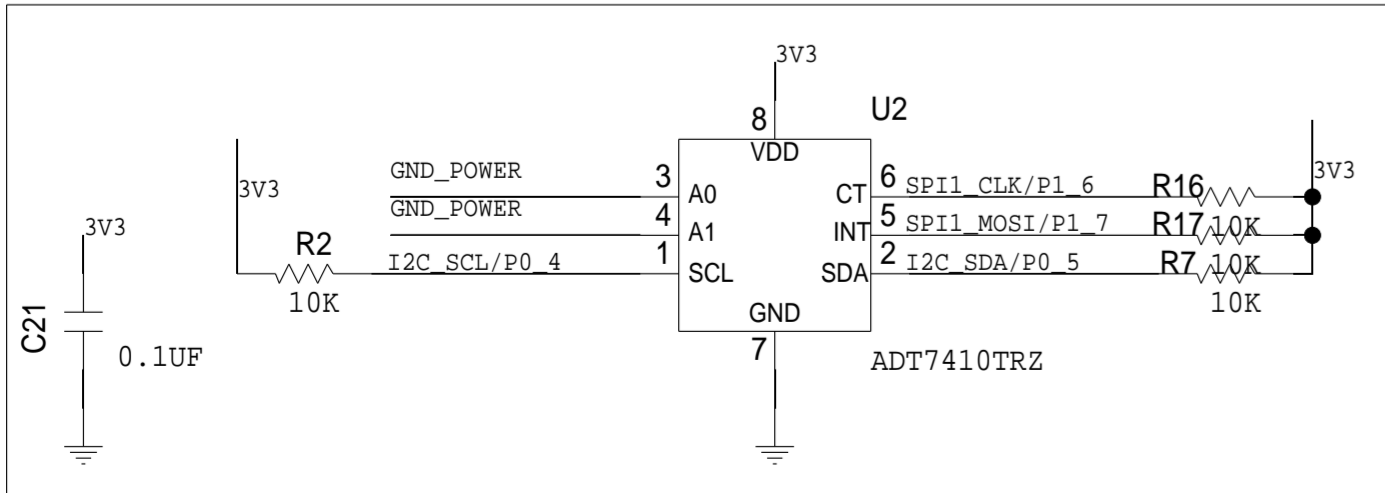 3V3
U2
8
VDD
GND_POWER
3
A0
6
CT
SPI1_CLK/P1_6
R16
3V3
3V3
GND_POWER
4
A1
5
INT
SPI1_MOSI/P1_7
R17
10K
3V3
R2
I2C_SCL/P0_4
1
SCL
2
SDA
I2C_SDA/P0_5
R7
10K
10K
10K
C21
0.1UF
GND
7
ADT7410TRZ